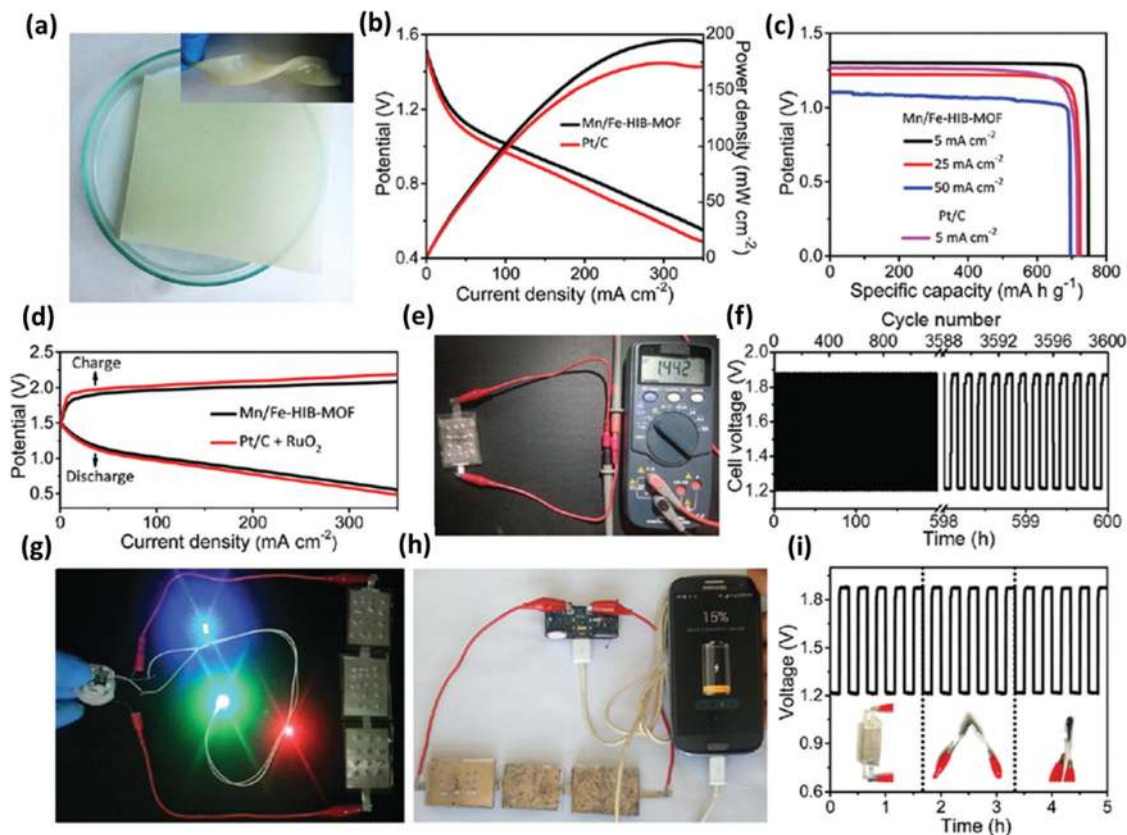 (a)
(b)
1.6
1.2
0.8
0.4
Potential (V)
200
150
100
50
0
Power density (mW cm⁻²)
Mn/Fe-HIB-MOF
Pt/C
0 100 200 300
Current density (mA cm⁻²)
(c)
1.5
1.0
0.5
0.0
Potential (V)
Mn/Fe-HIB-MOF
5 mA cm⁻²
25 mA cm⁻²
50 mA cm⁻²
Pt/C
5 mA cm⁻²
0 200 400 600 800
Specific capacity (mA h g⁻¹)
(d)
2.5
2.0
1.5
1.0
0.5
Potential (V)
Charge
Mn/Fe-HIB-MOF
Pt/C + RuO₂
Discharge
0 100 200 300
Current density (mA cm⁻²)
(e)
1.442
(f)
Cycle number
0 400 800 3588 3592 3596 3600
2.0
1.8
1.6
1.4
1.2
Cell voltage (V)
0 100 598 599 600
Time (h)
(g)
(h)
SAMSUNG
15%
(i)
1.8
1.5
1.2
0.9
0.6
Voltage (V)
0 1 2 3 4 5
Time (h)